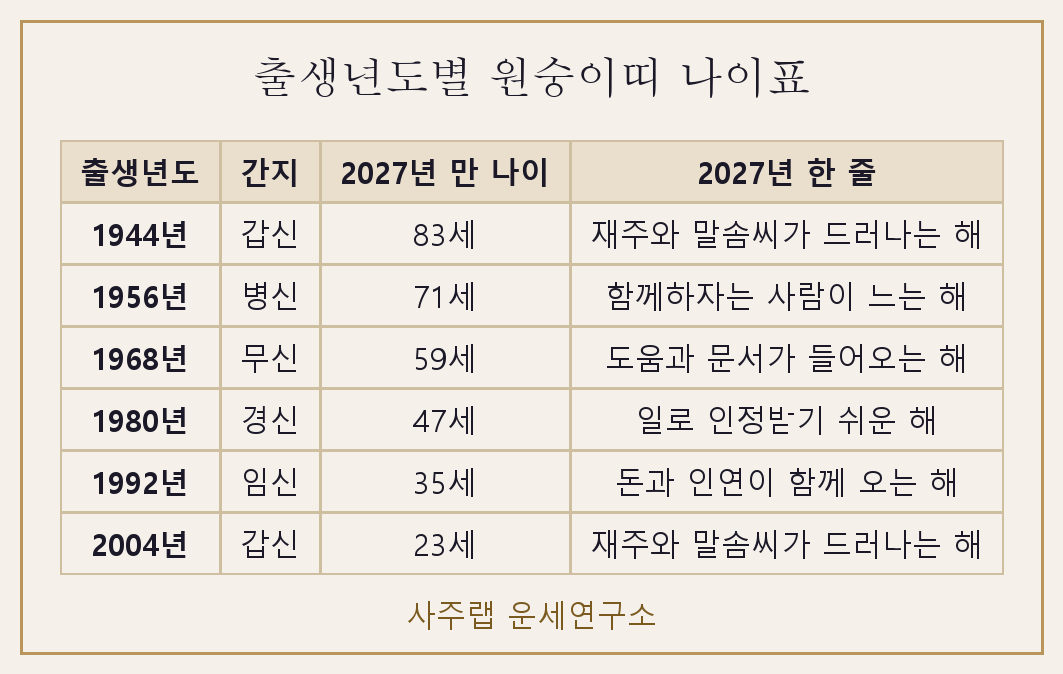 출생년도별 원숭이띠 나이표
출생년도 간지 2027년 만 나이 2027년 한 줄
1944년 갑신 83세 재주와 말솜씨가 드러나는 해
1956년 병신 71세 함께하자는 사람이 느는 해
1968년 무신 59세 도움과 문서가 들어오는 해
1980년 경신 47세 일로 인정받기 쉬운 해
1992년 임신 35세 돈과 인연이 함께 오는 해
2004년 갑신 23세 재주와 말솜씨가 드러나는 해
사주랩 운세연구소